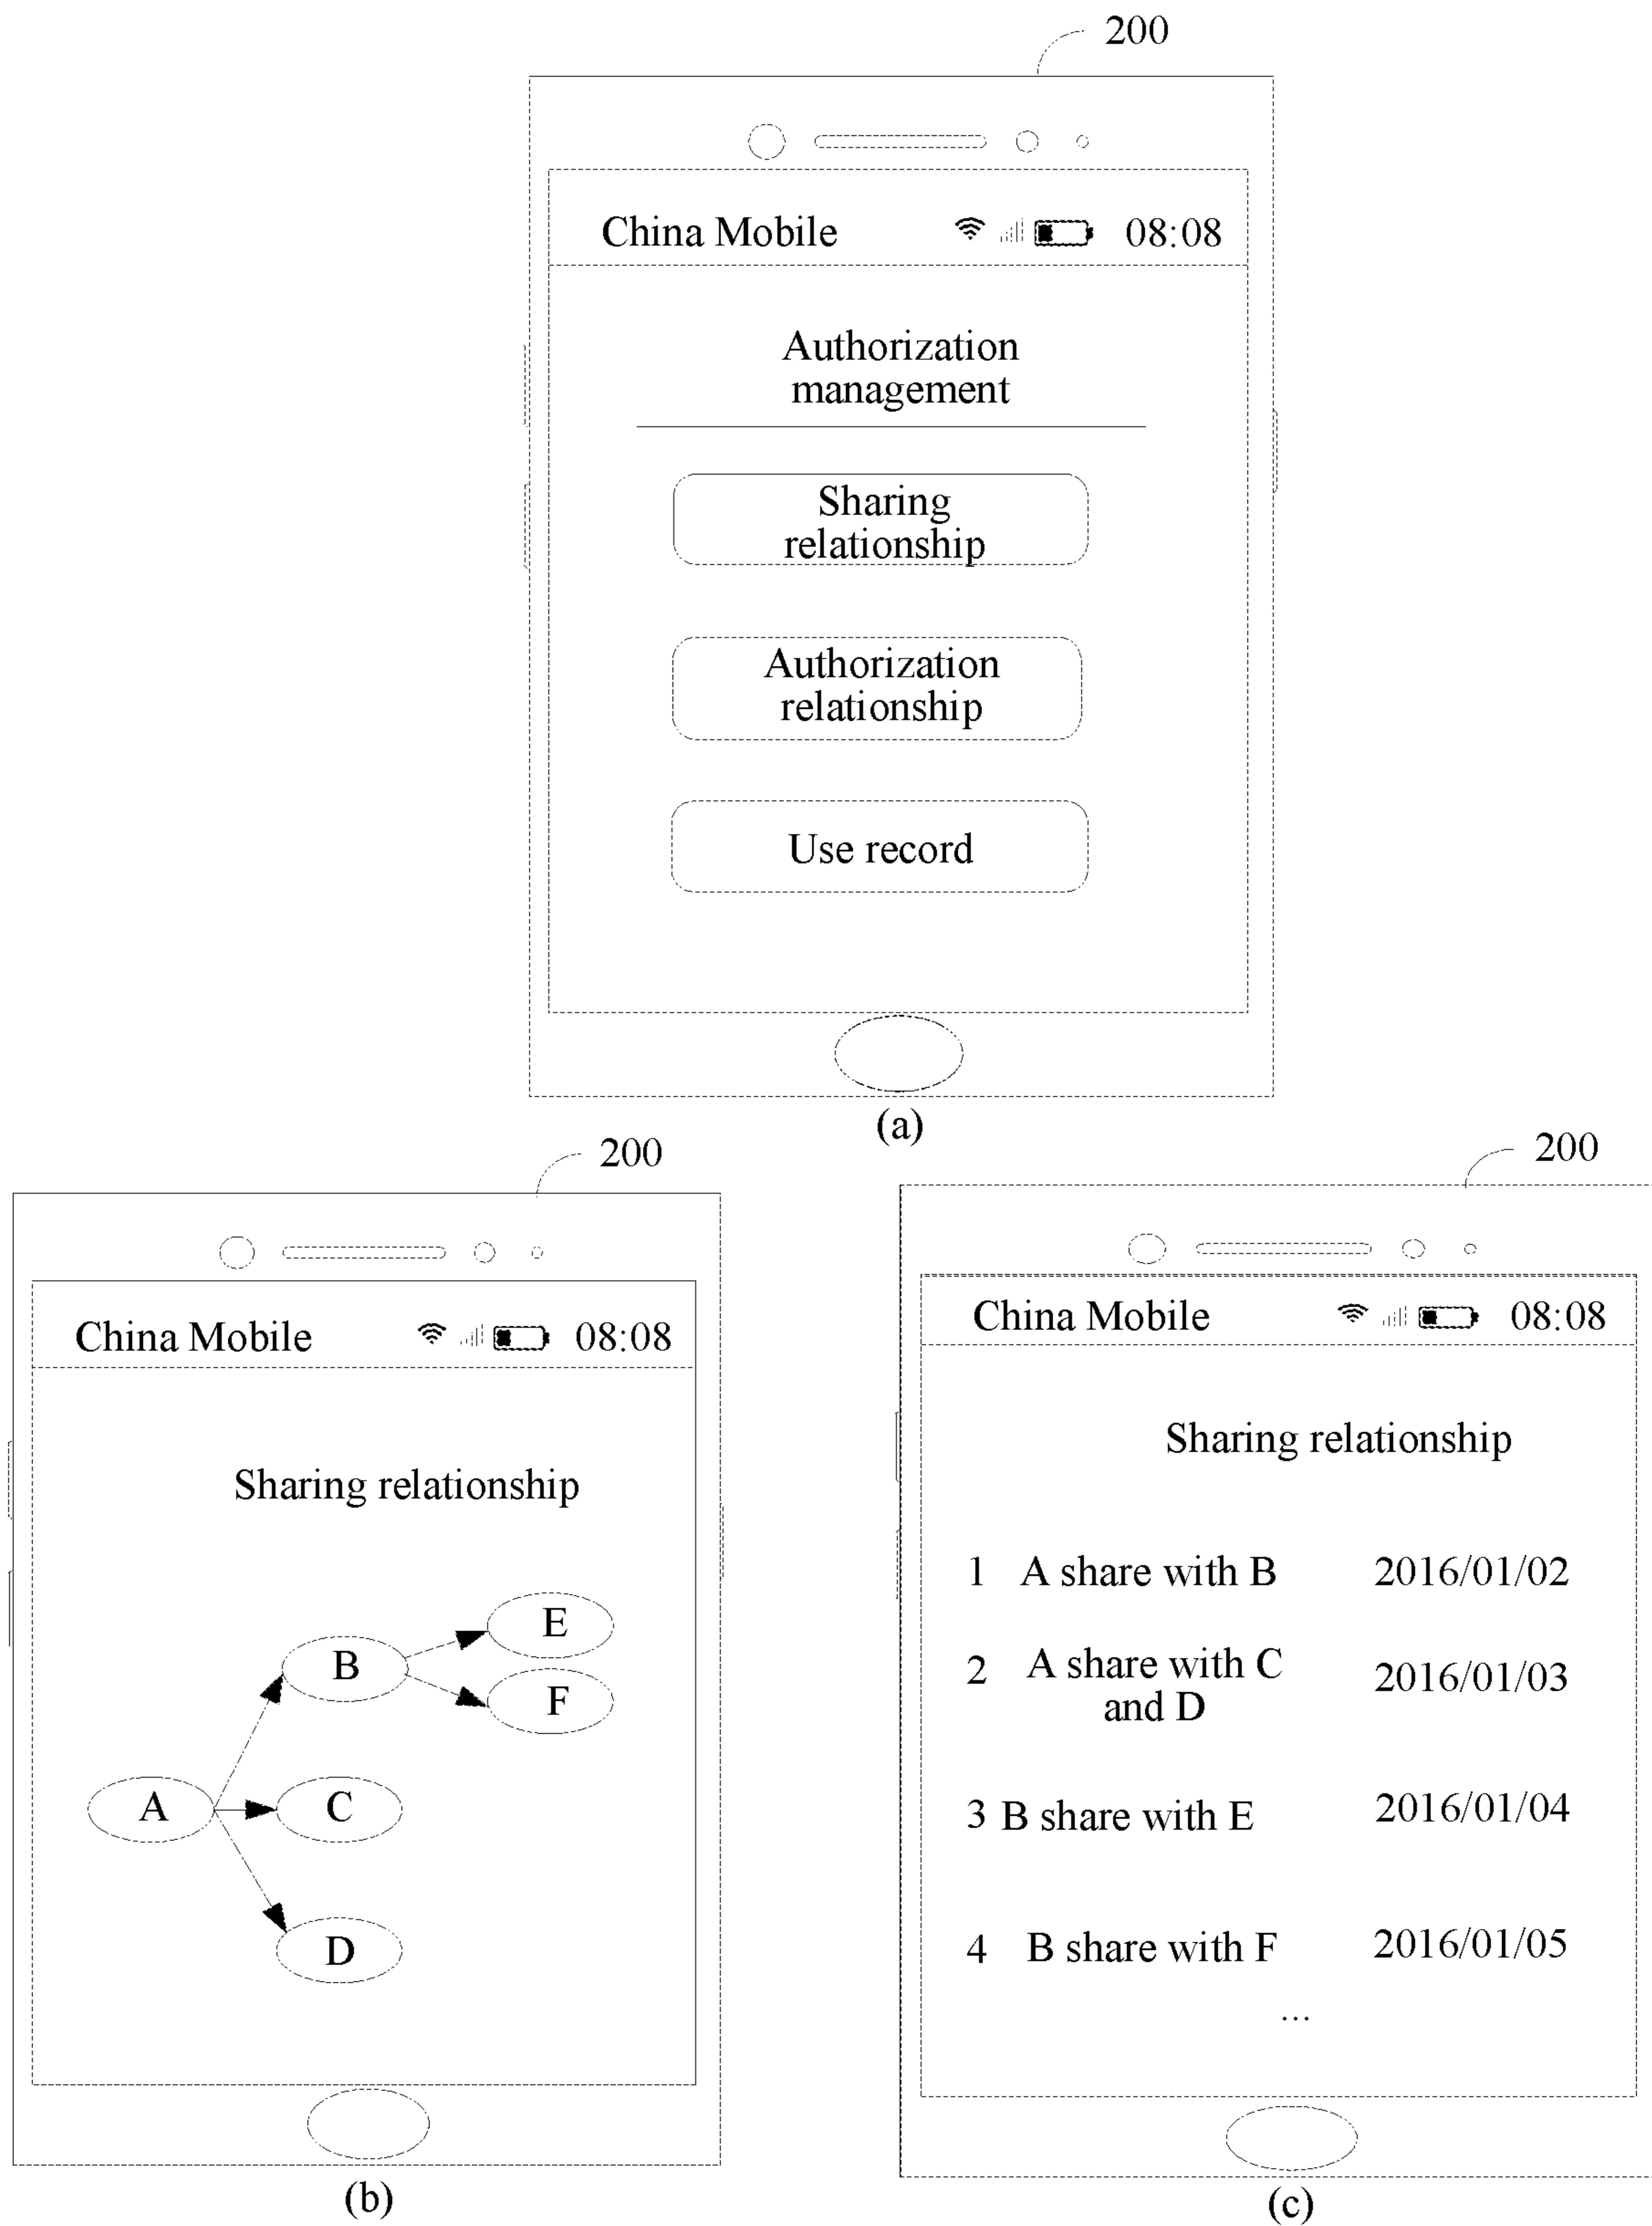 200
China Mobile 08:08
Authorization
management
Sharing
relationship
Authorization
relationship
Use record
(a)
200
China Mobile 08:08
Sharing relationship
E
B
F
A
C
D
(b)
200
China Mobile 08:08
Sharing relationship
1 A share with B 2016/01/02
2 A share with C 2016/01/03
and D
3 B share with E 2016/01/04
4 B share with F 2016/01/05
...
(c)